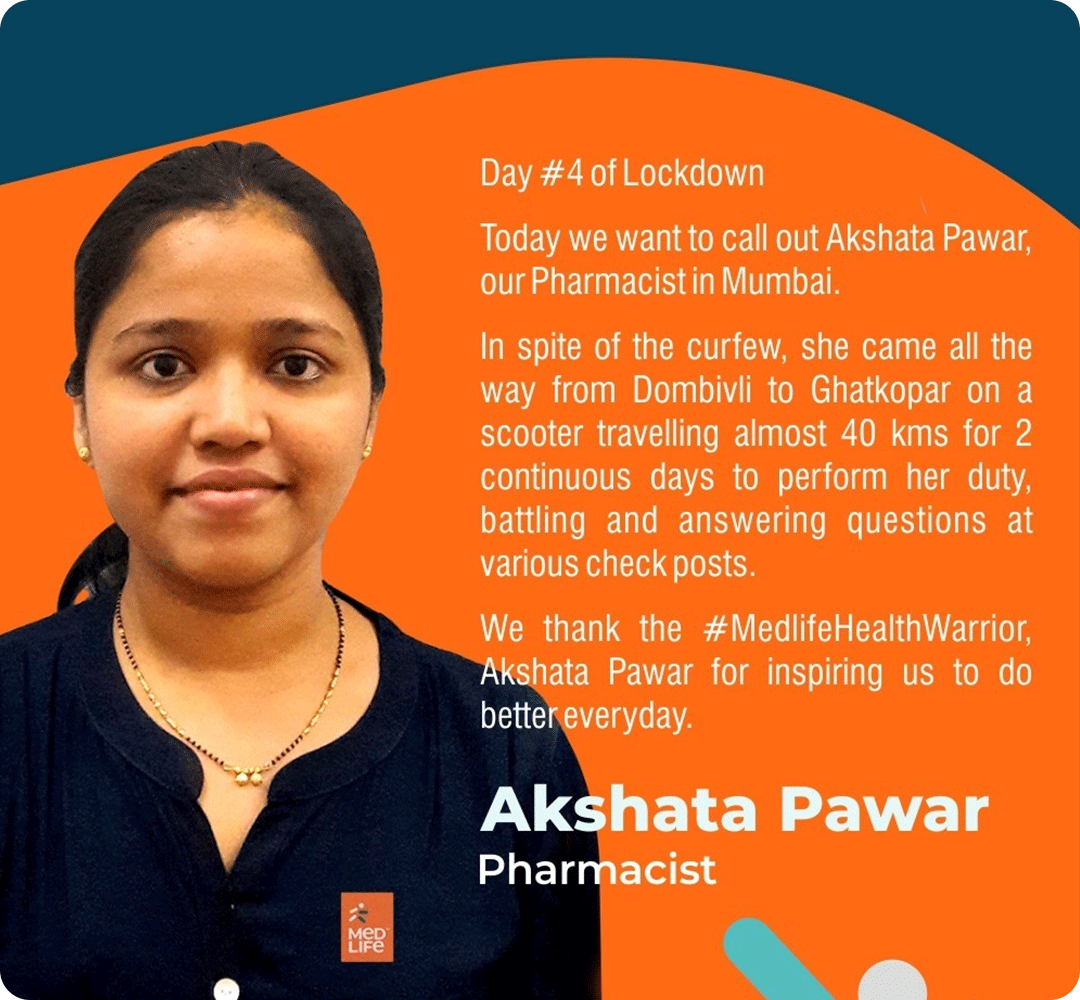 Day #4 of Lockdown
Today we want to call out Akshata Pawar,
our Pharmacist in Mumbai.
In spite of the curfew, she came all the
way from Dombivli to Ghatkopar on a
scooter travelling almost 40 kms for 2
continuous days to perform her duty,
battling and answering questions at
various check posts.
We thank the #MedlifeHealthWarrior,
Akshata Pawar for inspiring us to do
better everyday.
Akshata Pawar
Pharmacist
MED
LIFE